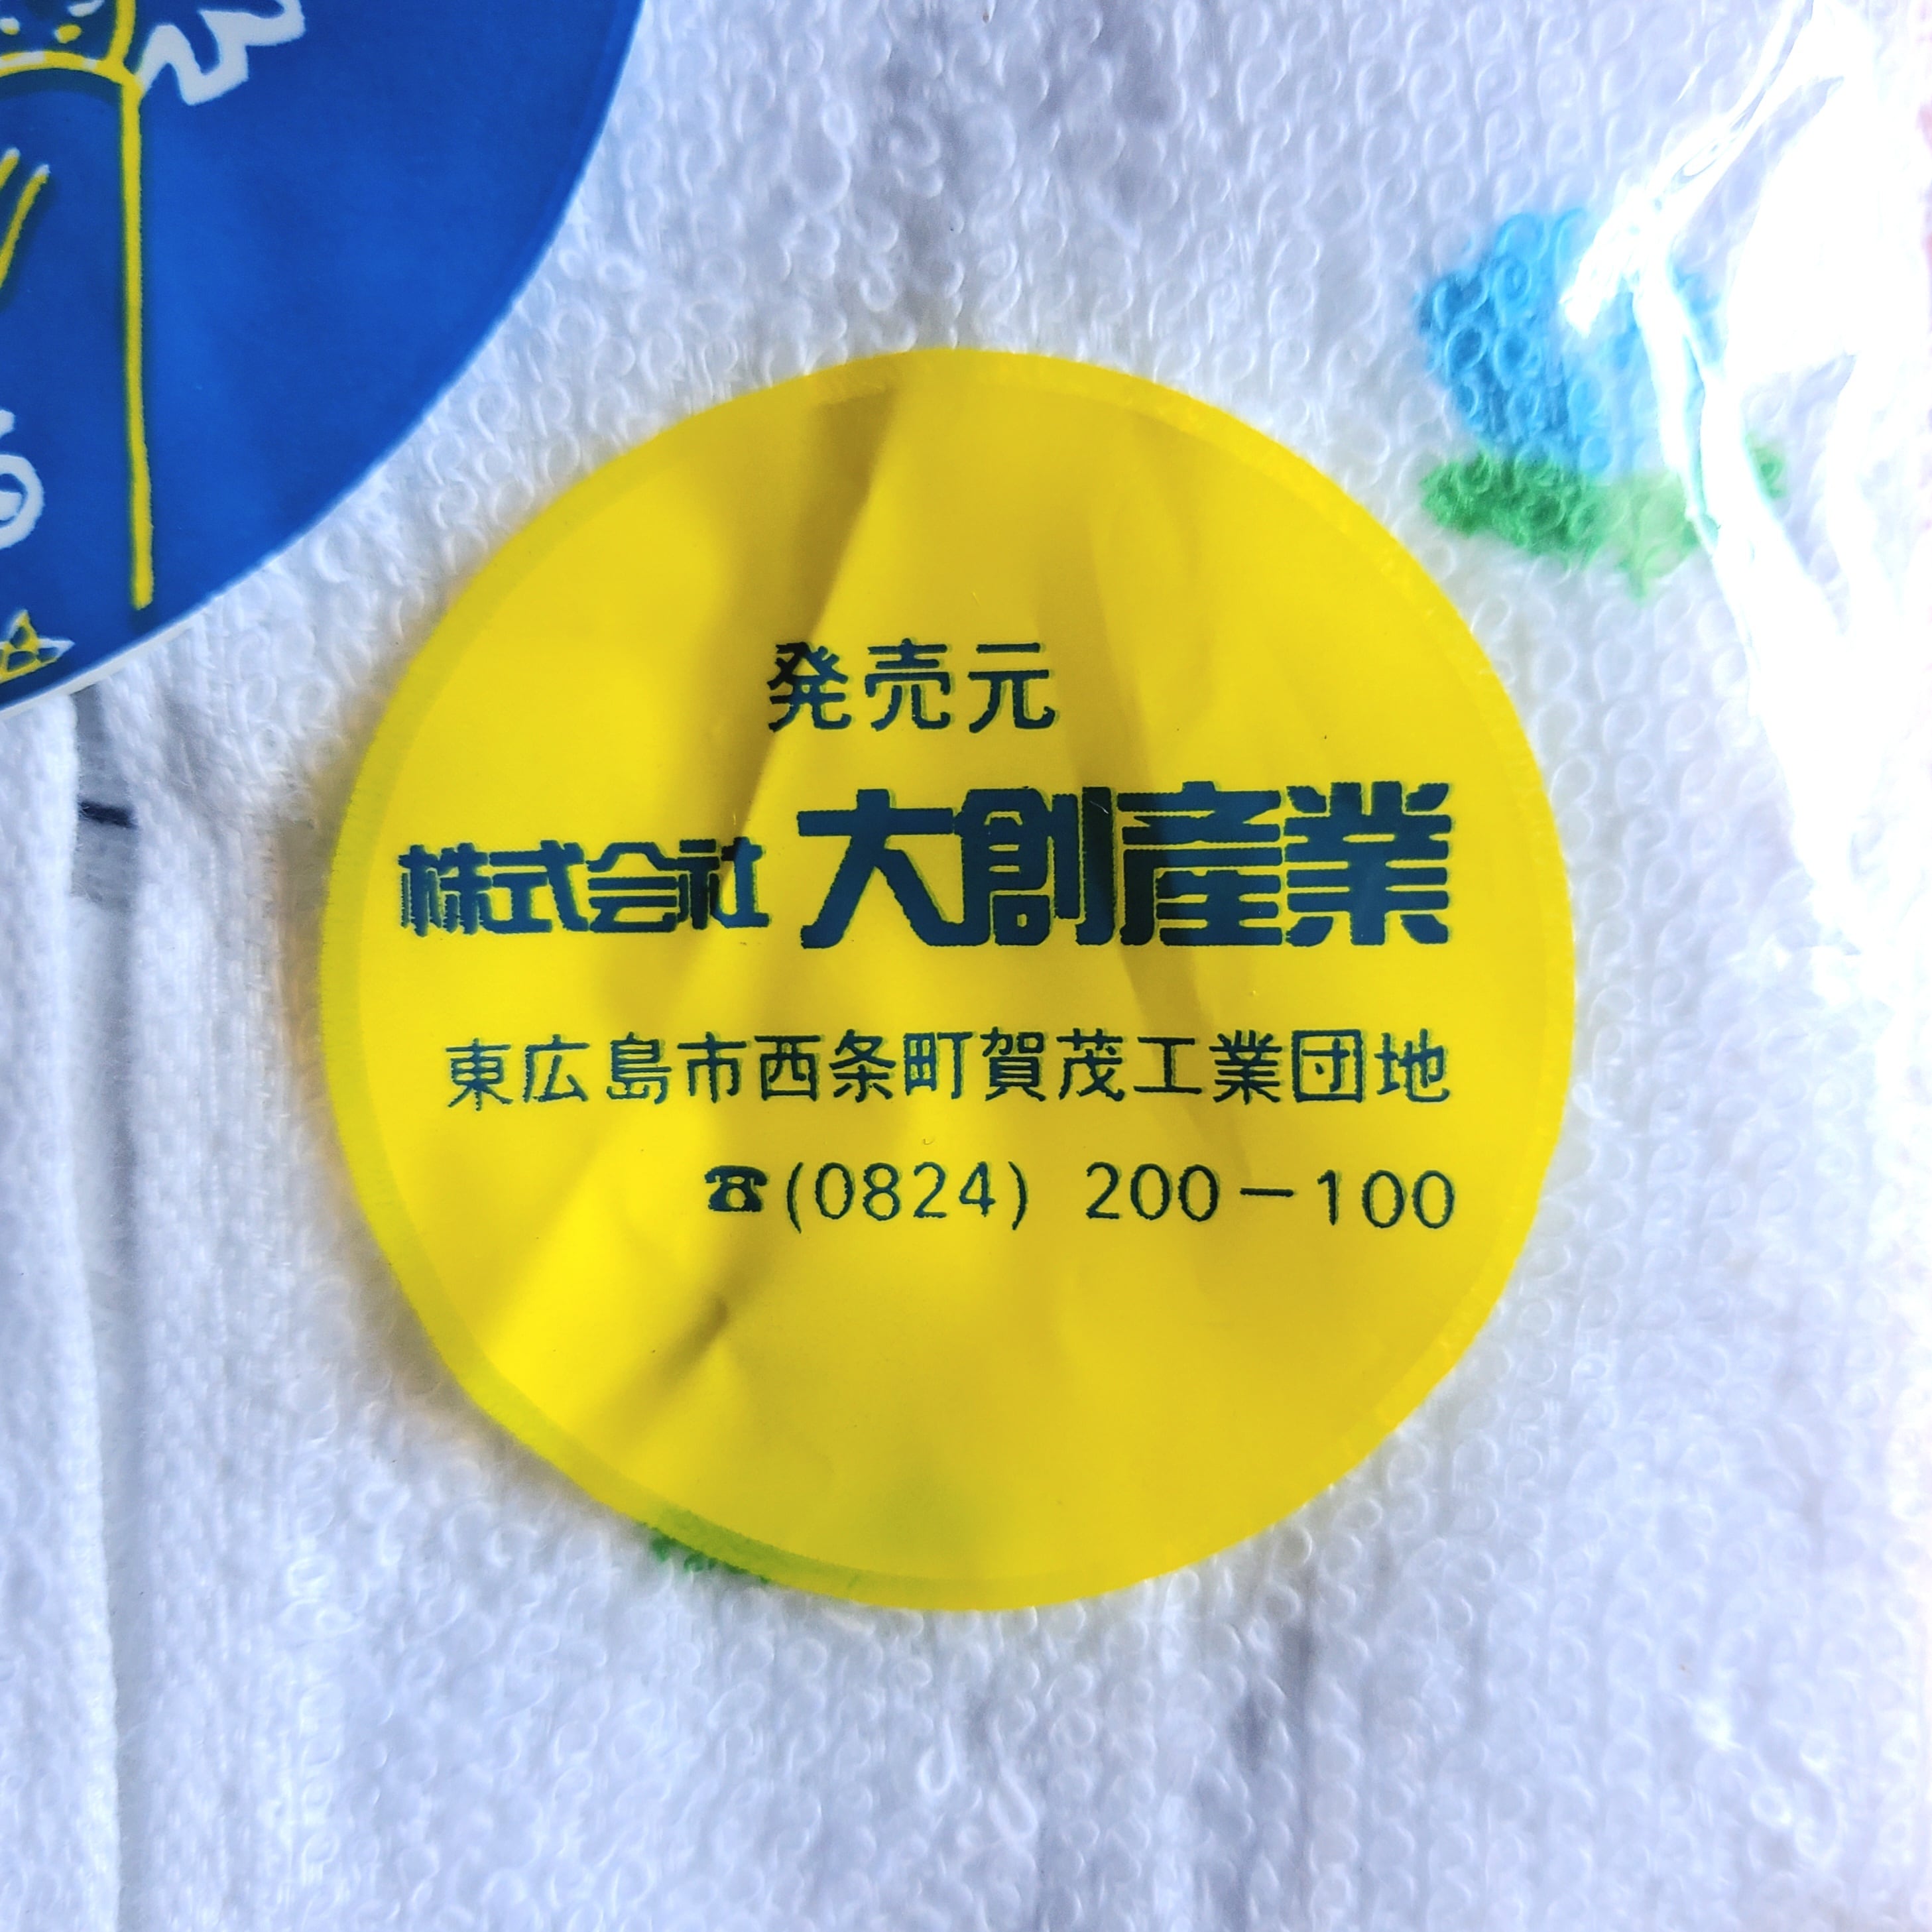 発売元
株式会社 大創産業
東広島市西条町賀茂工業団地
☎(0824) 200-100